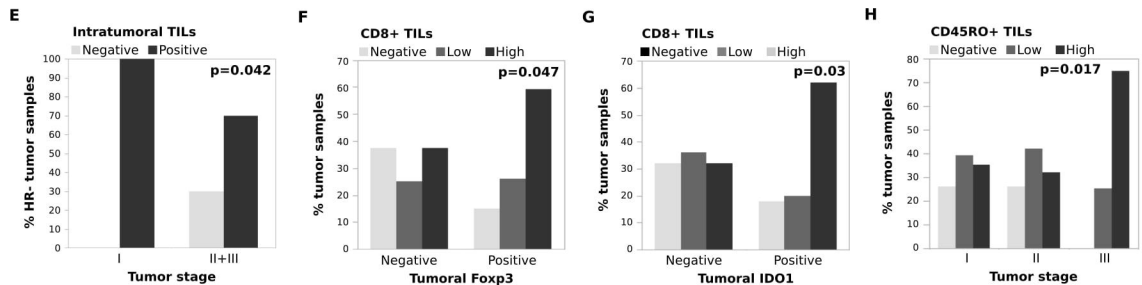 E
Intratumoral TILs
Negative Positive
p=0.042
100
90
80
70
60
50
40
30
20
10
0
% HR- tumor samples
I II+III
Tumor stage
F
CD8+ TILs
Negative Low High
p=0.047
70
60
50
40
30
20
10
0
% tumor samples
Negative Positive
Tumoral Foxp3
G
CD8+ TILs
Negative Low High
p=0.03
70
60
50
40
30
20
10
0
% tumor samples
Negative Positive
Tumoral IDO1
H
CD45RO+ TILs
Negative Low High
p=0.017
80
70
60
50
40
30
20
10
0
% tumor samples
I II III
Tumor stage